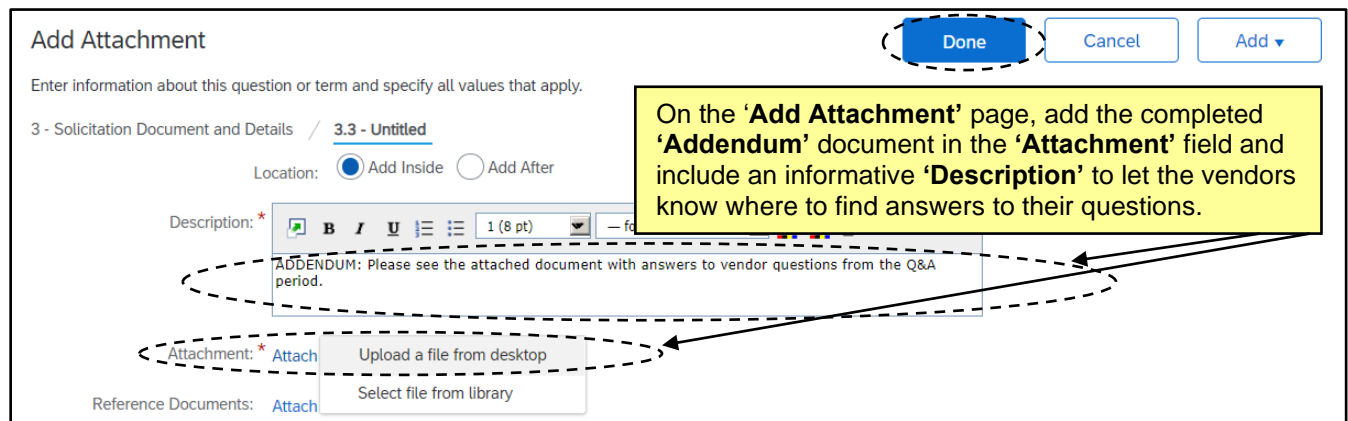 Add Attachment
Done
Cancel
Add ▾
Enter information about this question or term and specify all values that apply.
3 - Solicitation Document and Details / 3.3 - Untitled
Location: Add Inside Add After
On the ‘Add Attachment’ page, add the completed
‘Addendum’ document in the ‘Attachment’ field and
include an informative ‘Description’ to let the vendors
know where to find answers to their questions.
Description: *
B I U 1 (8 pt)
ADDENDUM: Please see the attached document with answers to vendor questions from the Q&A
period.
Attachment: * Attach
Upload a file from desktop
Select file from library
Reference Documents: Attach